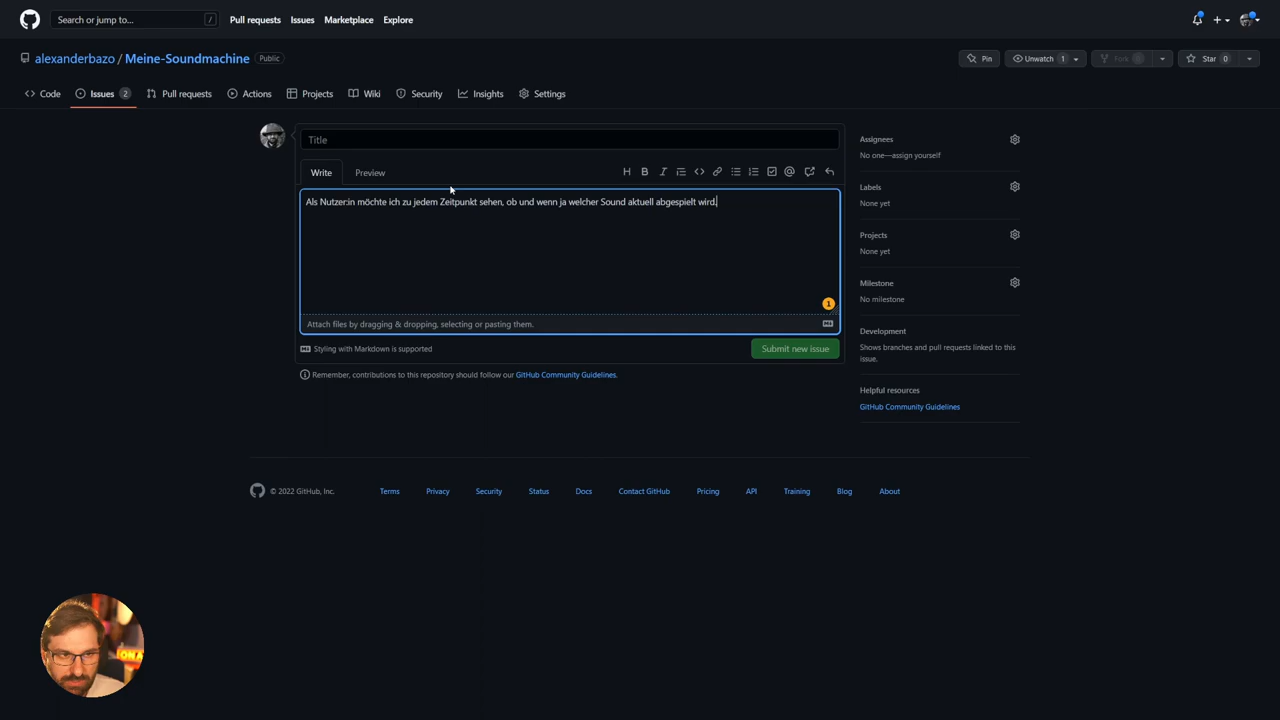 Search or jump to... /
Pull requests Issues Marketplace Explore
alexanderbazo / Meine-Soundmachine Public
Pin Unwatch 1 Fork 0 Star 0
Code Issues 2 Pull requests Actions Projects Wiki Security Insights Settings
Title
Write Preview
Als Nutzer:in möchte ich zu jedem Zeitpunkt sehen, ob und wenn ja welcher Sound aktuell abgespielt wird.
1
Attach files by dragging & dropping, selecting or pasting them.
Styling with Markdown is supported
Submit new issue
Remember, contributions to this repository should follow our GitHub Community Guidelines.
Assignees
No one—assign yourself
Labels
None yet
Projects
None yet
Milestone
No milestone
Development
Shows branches and pull requests linked to this
issue.
Helpful resources
GitHub Community Guidelines
© 2022 GitHub, Inc. Terms Privacy Security Status Docs Contact GitHub Pricing API Training Blog About